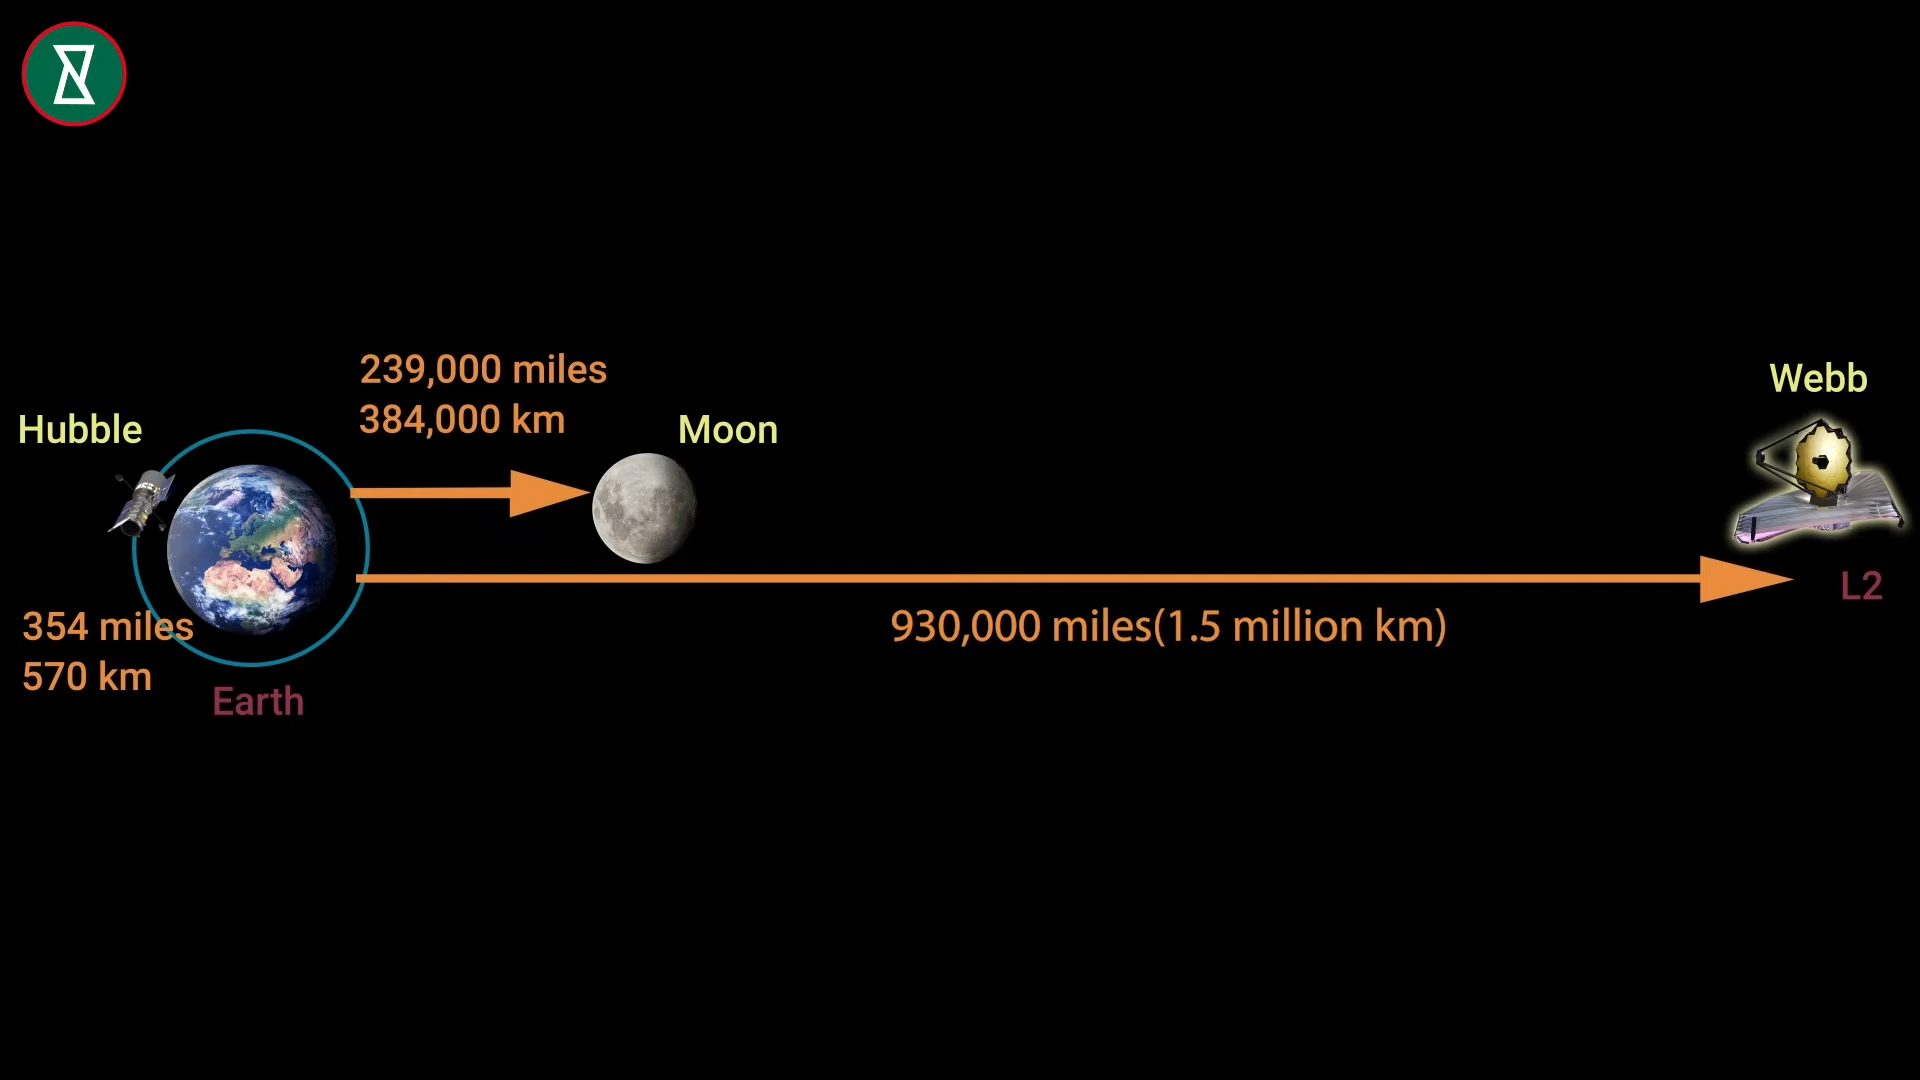 239,000 miles
384,000 km
Hubble
Moon
Webb
354 miles
570 km
Earth
930,000 miles(1.5 million km)
L2